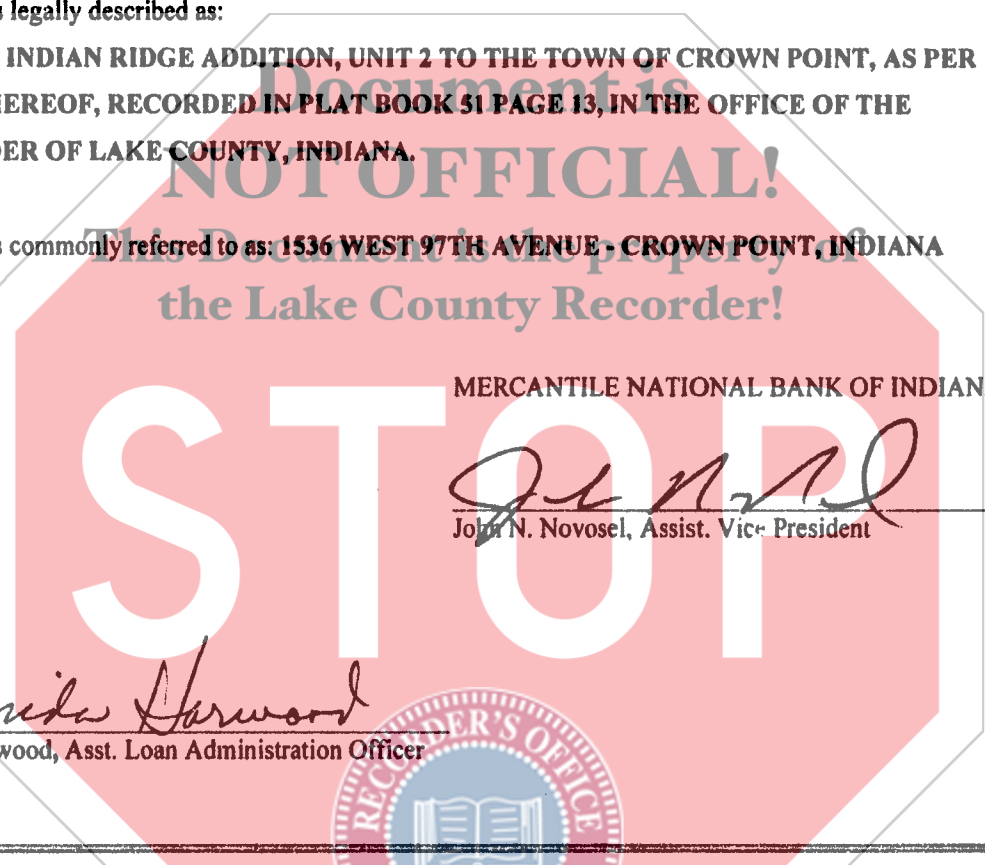 s legally described as:
INDIAN RIDGE ADDITION, UNIT 2 TO THE TOWN OF CROWN POINT, AS PER
HEREOF, RECORDED IN PLAT BOOK 51 PAGE 13, IN THE OFFICE OF THE
DER OF LAKE COUNTY, INDIANA.
Document is
NOT OFFICIAL!
s commonly referred to as: 1536 WEST 97TH AVENUE - CROWN POINT, INDIANA
This Document is the property of
the Lake County Recorder!
MERCANTILE NATIONAL BANK OF INDIAN
STOP
John N. Novosel, Assist. Vice President
Harwood
wood, Asst. Loan Administration Officer
RECORDER'S OFFICE